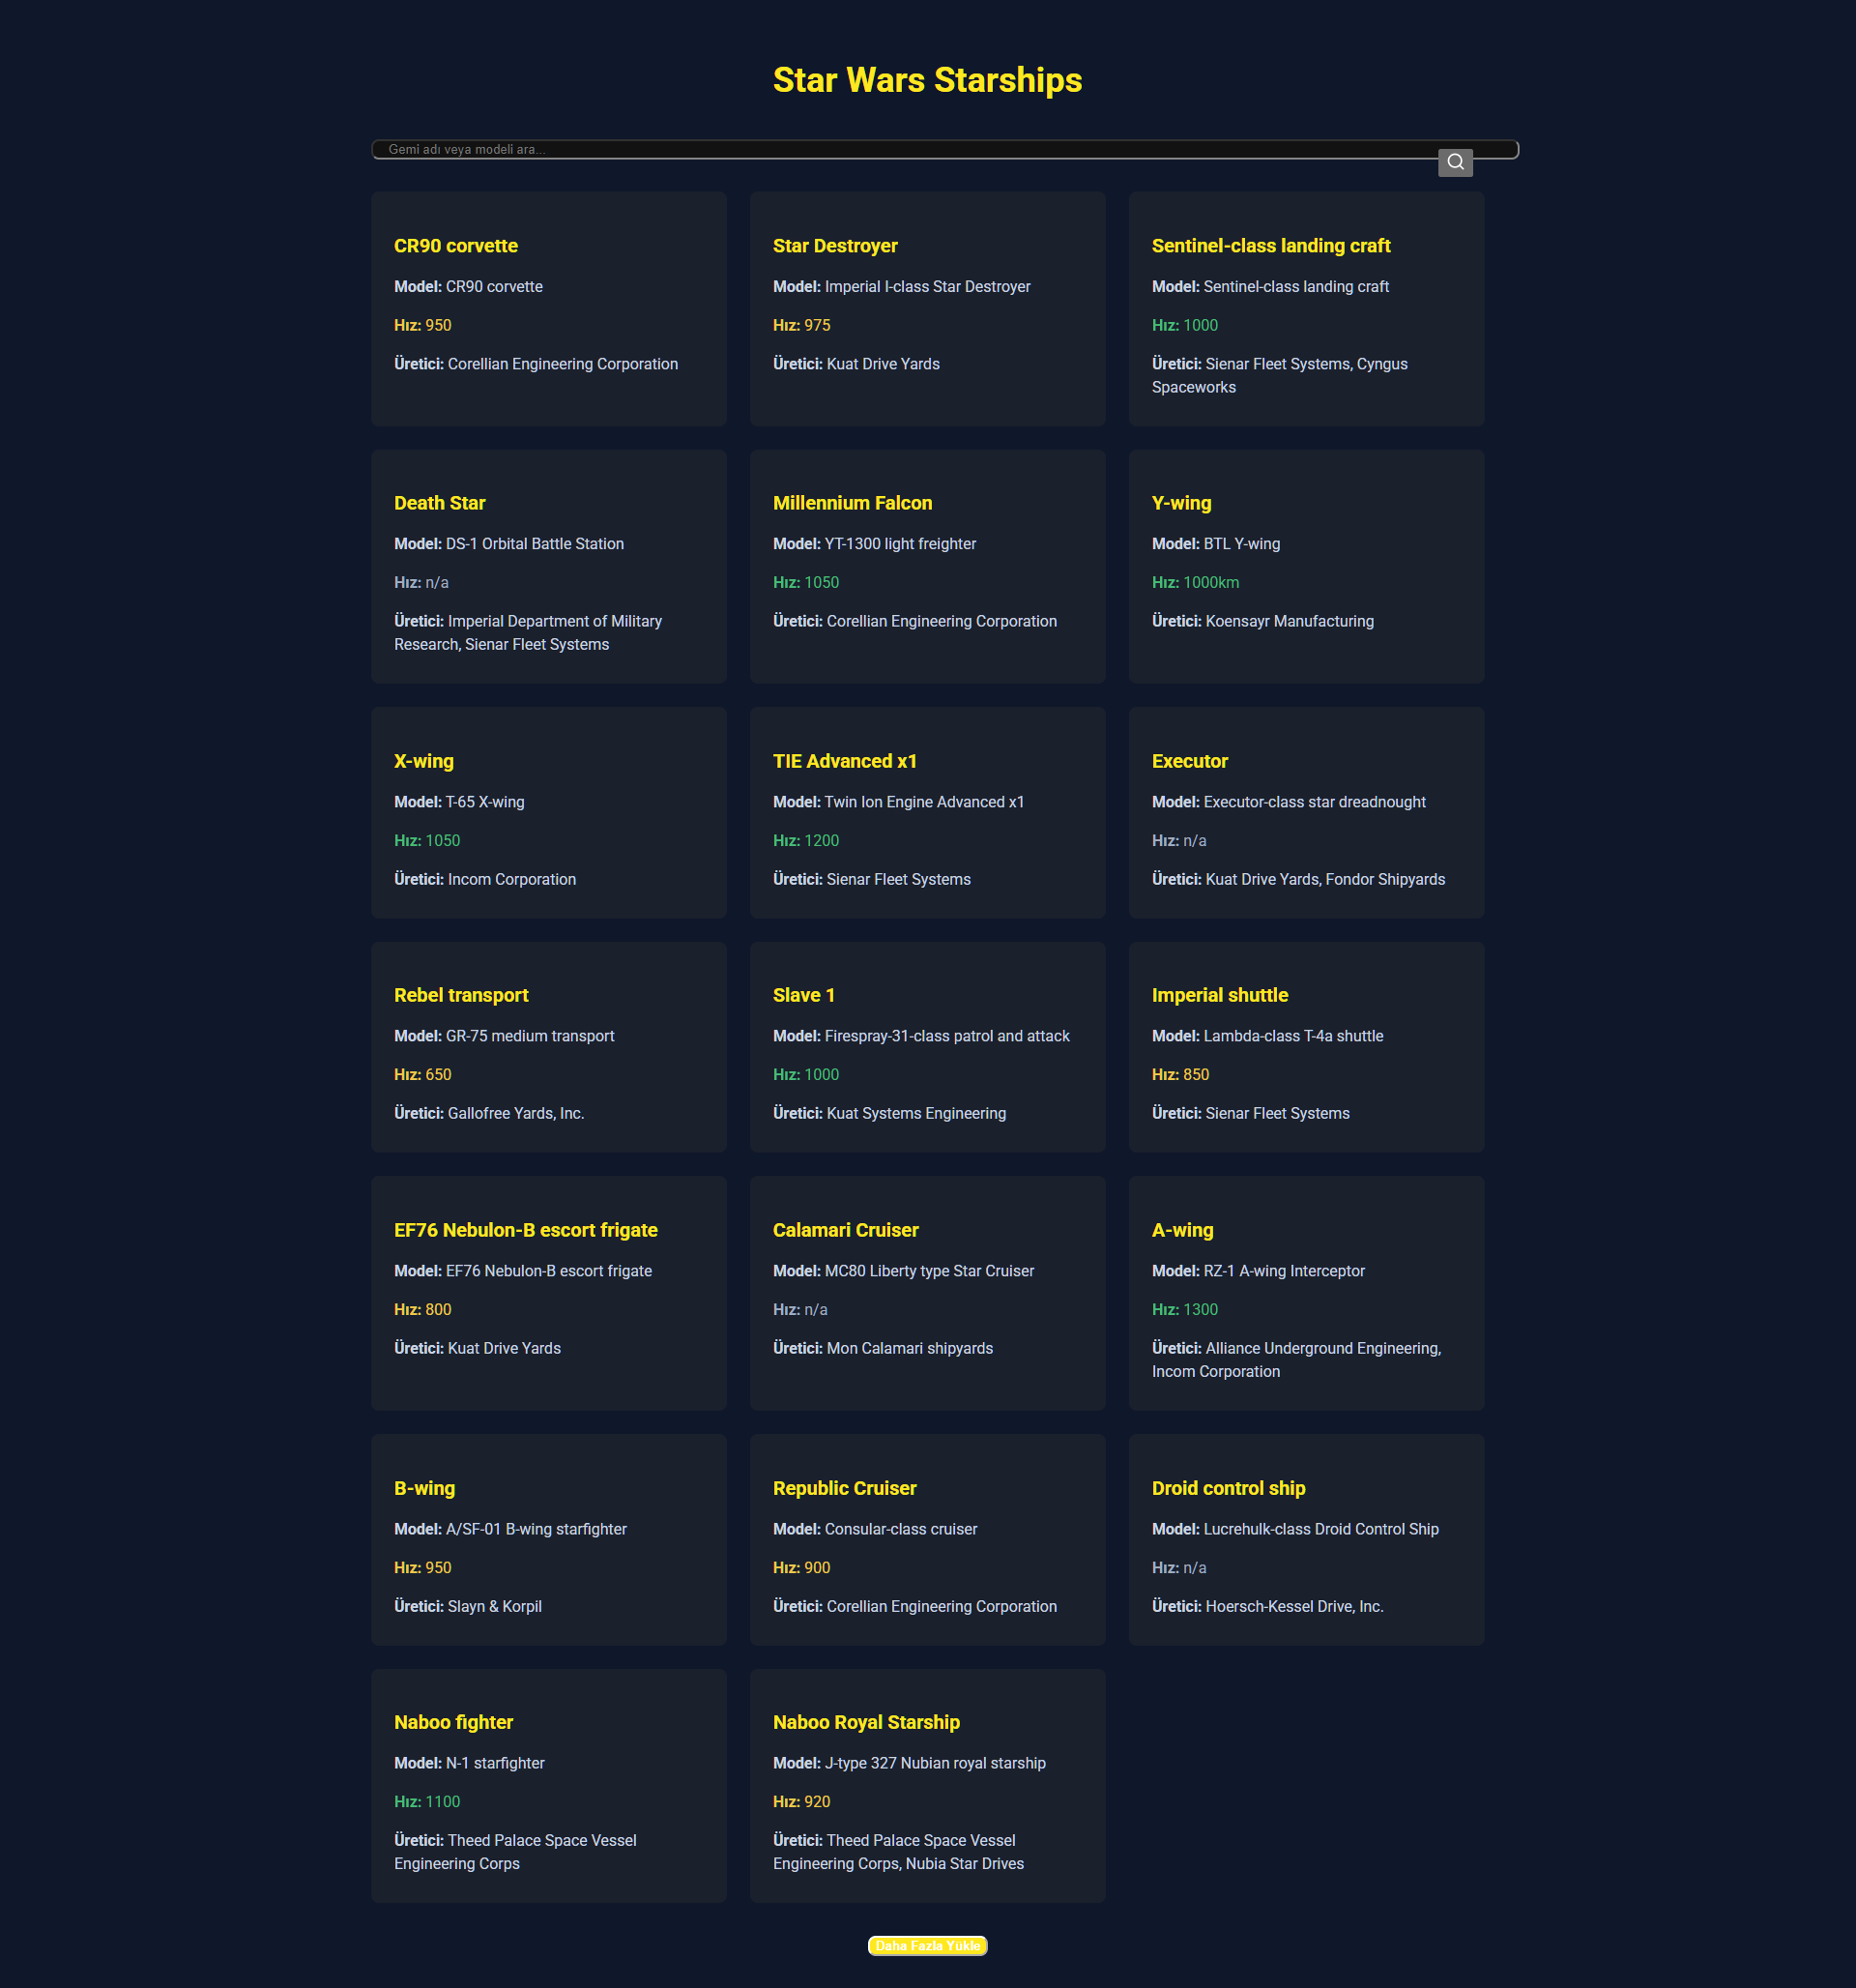 Star Wars Starships
Gemi adı veya modeli ara...
CR90 corvette
Model: CR90 corvette
Hız: 950
Üretici: Corellian Engineering Corporation
Star Destroyer
Model: Imperial I-class Star Destroyer
Hız: 975
Üretici: Kuat Drive Yards
Sentinel-class landing craft
Model: Sentinel-class landing craft
Hız: 1000
Üretici: Sienar Fleet Systems, Cyngus
Spaceworks
Death Star
Model: DS-1 Orbital Battle Station
Hız: n/a
Üretici: Imperial Department of Military
Research, Sienar Fleet Systems
Millennium Falcon
Model: YT-1300 light freighter
Hız: 1050
Üretici: Corellian Engineering Corporation
Y-wing
Model: BTL Y-wing
Hız: 1000km
Üretici: Koensayr Manufacturing
X-wing
Model: T-65 X-wing
Hız: 1050
Üretici: Incom Corporation
TIE Advanced x1
Model: Twin Ion Engine Advanced x1
Hız: 1200
Üretici: Sienar Fleet Systems
Executor
Model: Executor-class star dreadnought
Hız: n/a
Üretici: Kuat Drive Yards, Fondor Shipyards
Rebel transport
Model: GR-75 medium transport
Hız: 650
Üretici: Gallofree Yards, Inc.
Slave 1
Model: Firespray-31-class patrol and attack
Hız: 1000
Üretici: Kuat Systems Engineering
Imperial shuttle
Model: Lambda-class T-4a shuttle
Hız: 850
Üretici: Sienar Fleet Systems
EF76 Nebulon-B escort frigate
Model: EF76 Nebulon-B escort frigate
Hız: 800
Üretici: Kuat Drive Yards
Calamari Cruiser
Model: MC80 Liberty type Star Cruiser
Hız: n/a
Üretici: Mon Calamari shipyards
A-wing
Model: RZ-1 A-wing Interceptor
Hız: 1300
Üretici: Alliance Underground Engineering,
Incom Corporation
B-wing
Model: A/SF-01 B-wing starfighter
Hız: 950
Üretici: Slayn & Korpil
Republic Cruiser
Model: Consular-class cruiser
Hız: 900
Üretici: Corellian Engineering Corporation
Droid control ship
Model: Lucrehulk-class Droid Control Ship
Hız: n/a
Üretici: Hoersch-Kessel Drive, Inc.
Naboo fighter
Model: N-1 starfighter
Hız: 1100
Üretici: Theed Palace Space Vessel
Engineering Corps
Naboo Royal Starship
Model: J-type 327 Nubian royal starship
Hız: 920
Üretici: Theed Palace Space Vessel
Engineering Corps, Nubia Star Drives
Daha Fazla Yükle